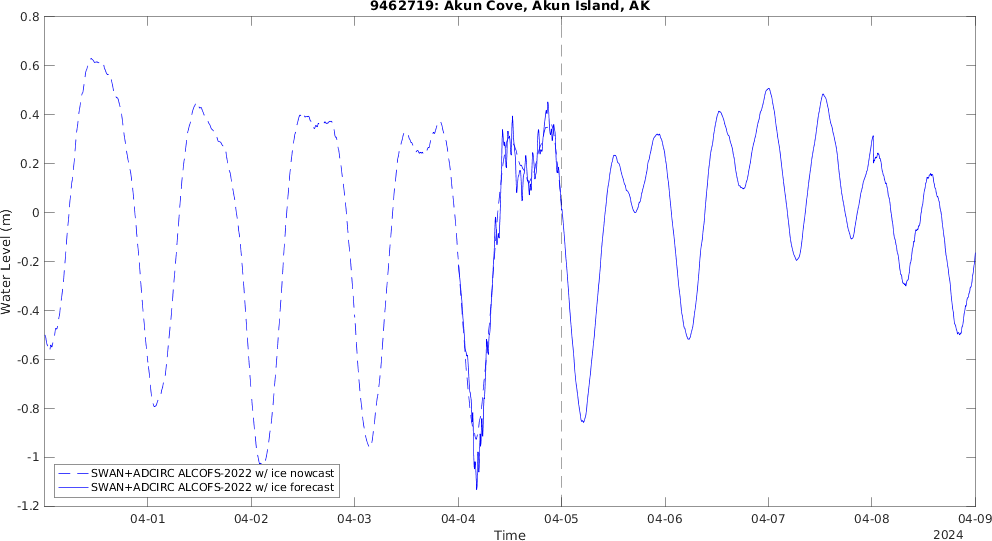 9462719: Akun Cove, Akun Island, AK
0.8
0.6
0.4
0.2
0
-0.2
-0.4
-0.6
-0.8
-1
-1.2
Water Level (m)
SWAN+ADCIRC ALCOFS-2022 w/ ice nowcast
SWAN+ADCIRC ALCOFS-2022 w/ ice forecast
04-01 04-02 04-03 04-04 04-05 04-06 04-07 04-08 04-09
Time
2024